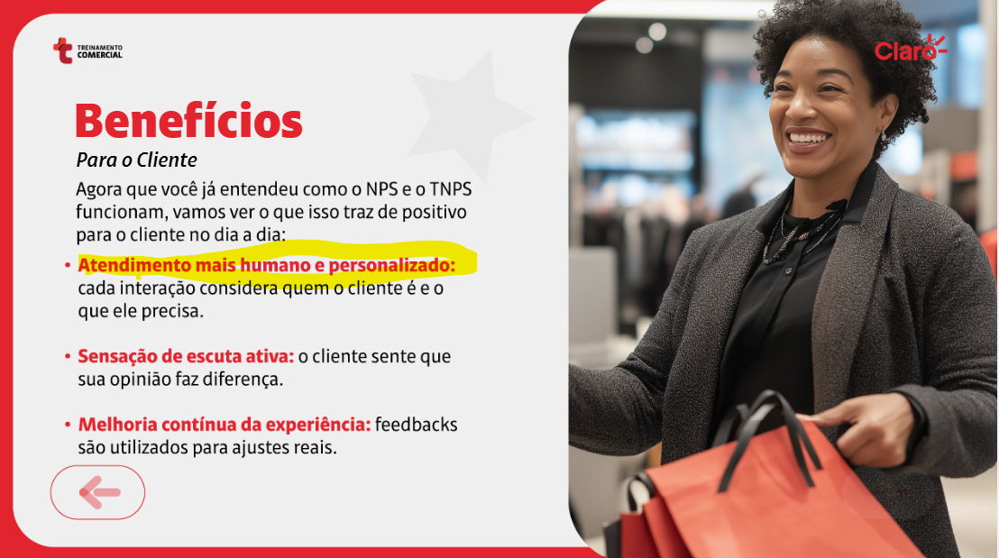 TREINAMENTO
COMERCIAL
Claro
Benefícios
Para o Cliente
Agora que você já entendeu como o NPS e o TNPS
funcionam, vamos ver o que isso traz de positivo
para o cliente no dia a dia:
• Atendimento mais humano e personalizado:
cada interação considera quem o cliente é e o
que ele precisa.
• Sensação de escuta ativa: o cliente sente que
sua opinião faz diferença.
• Melhoria contínua da experiência: feedbacks
são utilizados para ajustes reais.